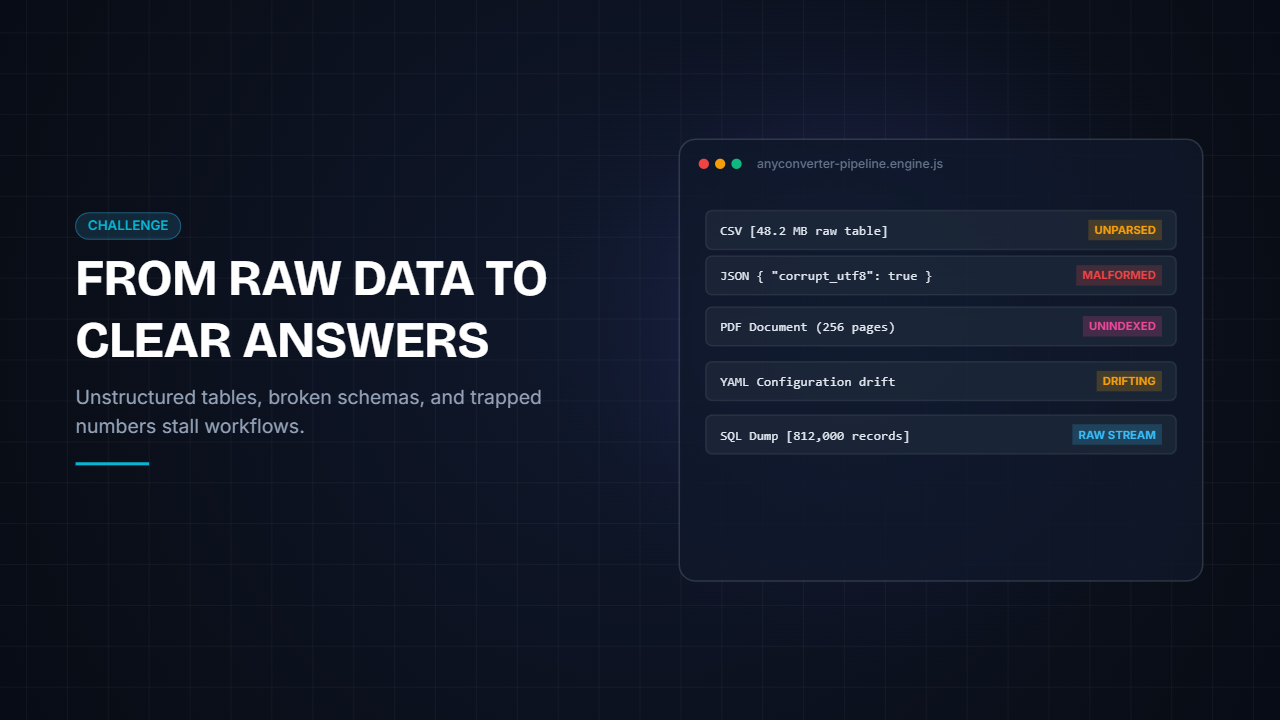 CHALLENGE
FROM RAW DATA TO
CLEAR ANSWERS
Unstructured tables, broken schemas, and trapped
numbers stall workflows.
anyconverter-pipeline.engine.js
CSV [48.2 MB raw table] UNPARSED
JSON { "corrupt_utf8": true } MALFORMED
PDF Document (256 pages) UNINDEXED
YAML Configuration drift DRIFTING
SQL Dump [812,000 records] RAW STREAM